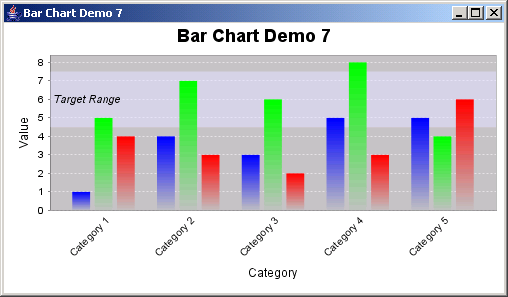 Bar Chart Demo 7
Bar Chart Demo 7
Value
8
7
6
5
4
3
2
1
0
Target Range
Category 1
Category 2
Category 3
Category 4
Category 5
Category